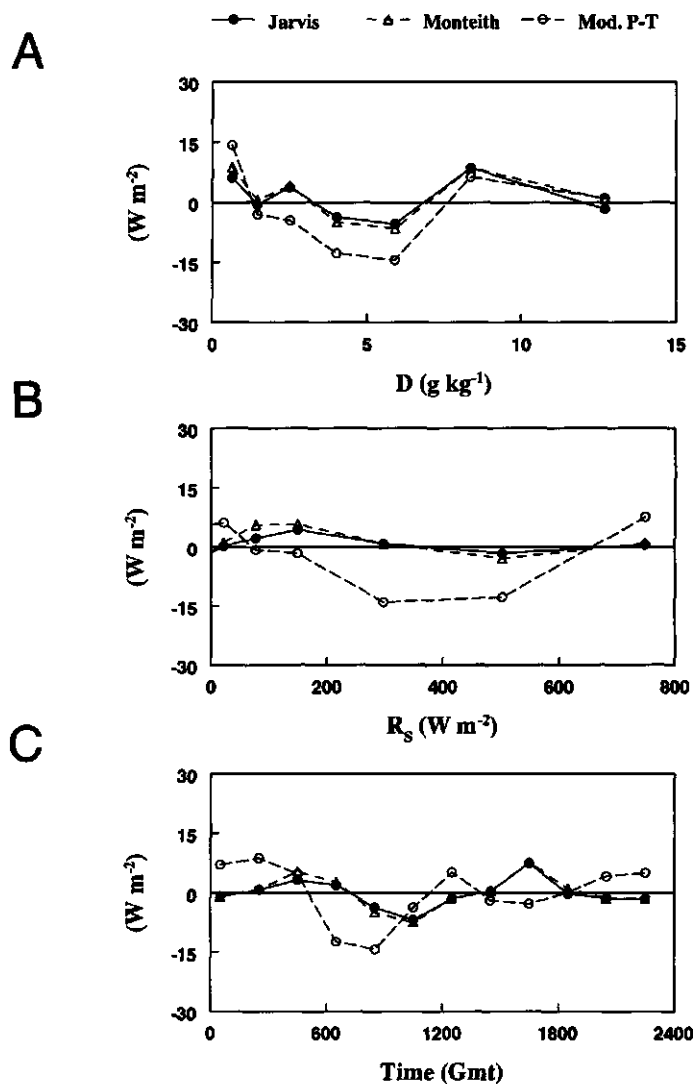 Jarvis Monteith Mod. P-T
A
30
15
0
-15
-30
(W m⁻²)
0 5 10 15
D (g kg⁻¹)
B
30
15
0
-15
-30
(W m⁻²)
0 200 400 600 800
R_S (W m⁻²)
C
30
15
0
-15
-30
(W m⁻²)
0 600 1200 1800 2400
Time (Gmt)